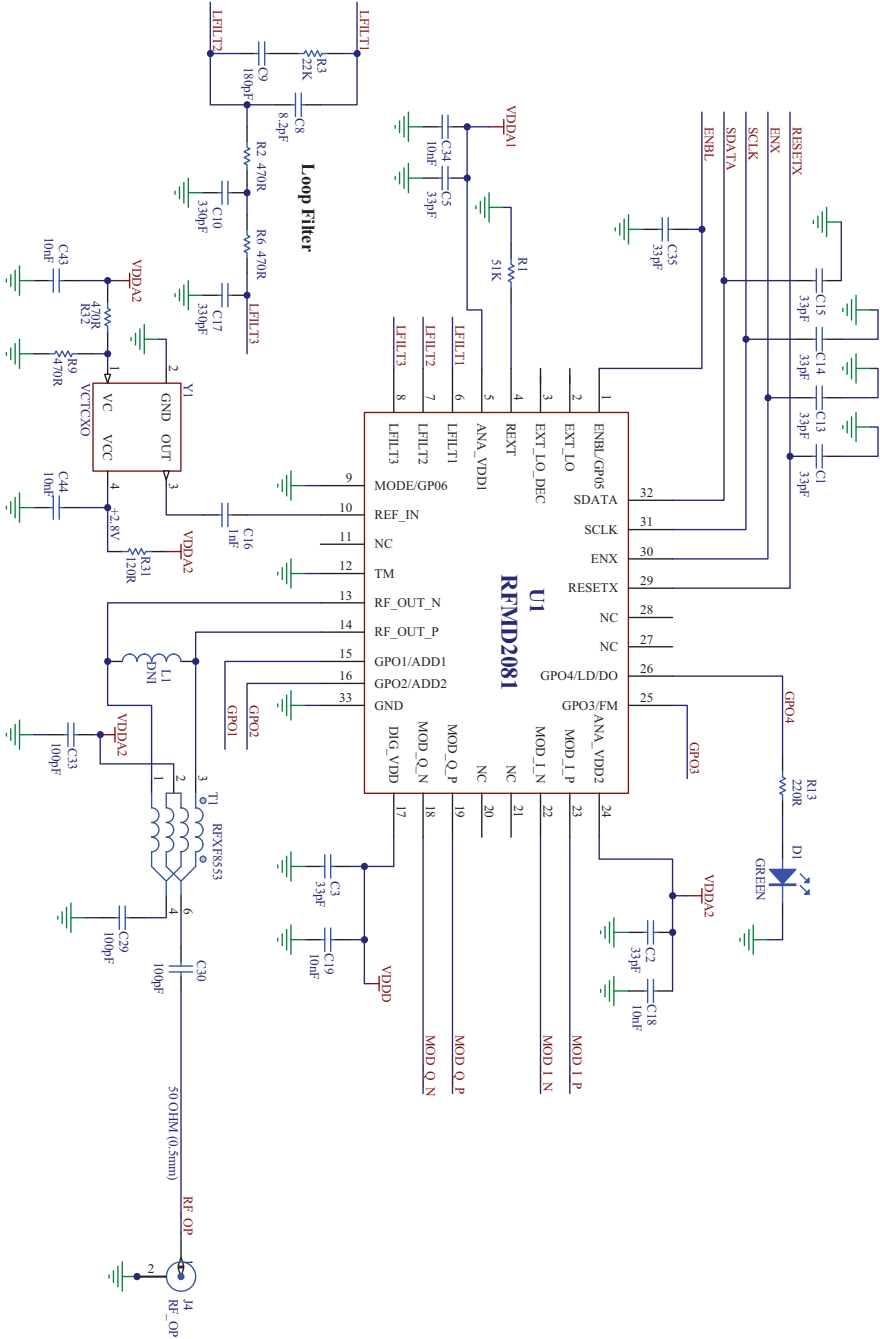 RESETX
ENX
SCLK
SDATA
ENBL
C35
33pF
C15
33pF
C14
33pF
C13
33pF
C1
33pF
VDDA1
C34
10nF
C5
33pF
R1
51K
LFILT1
LFILT2
R3
22K
C9
180pF
C8
8.2pF
R2 470R
C10
330pF
R6 470R
C17
330pF
LFILT3
Loop Filter
LFILT1
LFILT2
LFILT3
U1
RFMD2081
1
ENBL/GP05
2
EXT_LO
3
EXT_LO_DEC
4
REXT
5
ANA_VDD1
6
LFILT1
7
LFILT2
8
LFILT3
9
MODE/GP06
10
REF_IN
11
NC
12
TM
13
RF_OUT_N
14
RF_OUT_P
15
GPO1/ADD1
16
GPO2/ADD2
33
GND
32
SDATA
31
SCLK
30
ENX
29
RESETX
28
NC
27
NC
26
GPO4/LD/DO
25
GPO3/FM
24
ANA_VDD2
23
MOD_I_P
22
MOD_I_N
21
NC
20
NC
19
MOD_Q_P
18
MOD_Q_N
17
DIG_VDD
GPO1
GPO2
GPO3
GPO4
R13
220R
D1
GREEN
VDDA2
C2
33pF
C18
10nF
MOD_I_P
MOD_I_N
MOD_Q_P
MOD_Q_N
C3
33pF
C19
10nF
VDDD
VDDA2
C43
10nF
470R
R32
R9
470R
Y1
2
GND
OUT
3
1
VC
VCC
4
VCTCXO
C16
1nF
C44
10nF
+2.8V
R31
120R
VDDA2
L1
DNI
VDDA2
C33
100pF
1
2
3
T1
RFXF8553
4
6
C29
100pF
C30
100pF
50 OHM (0.5mm)
RF_OP
1
2
J4
RF_OP